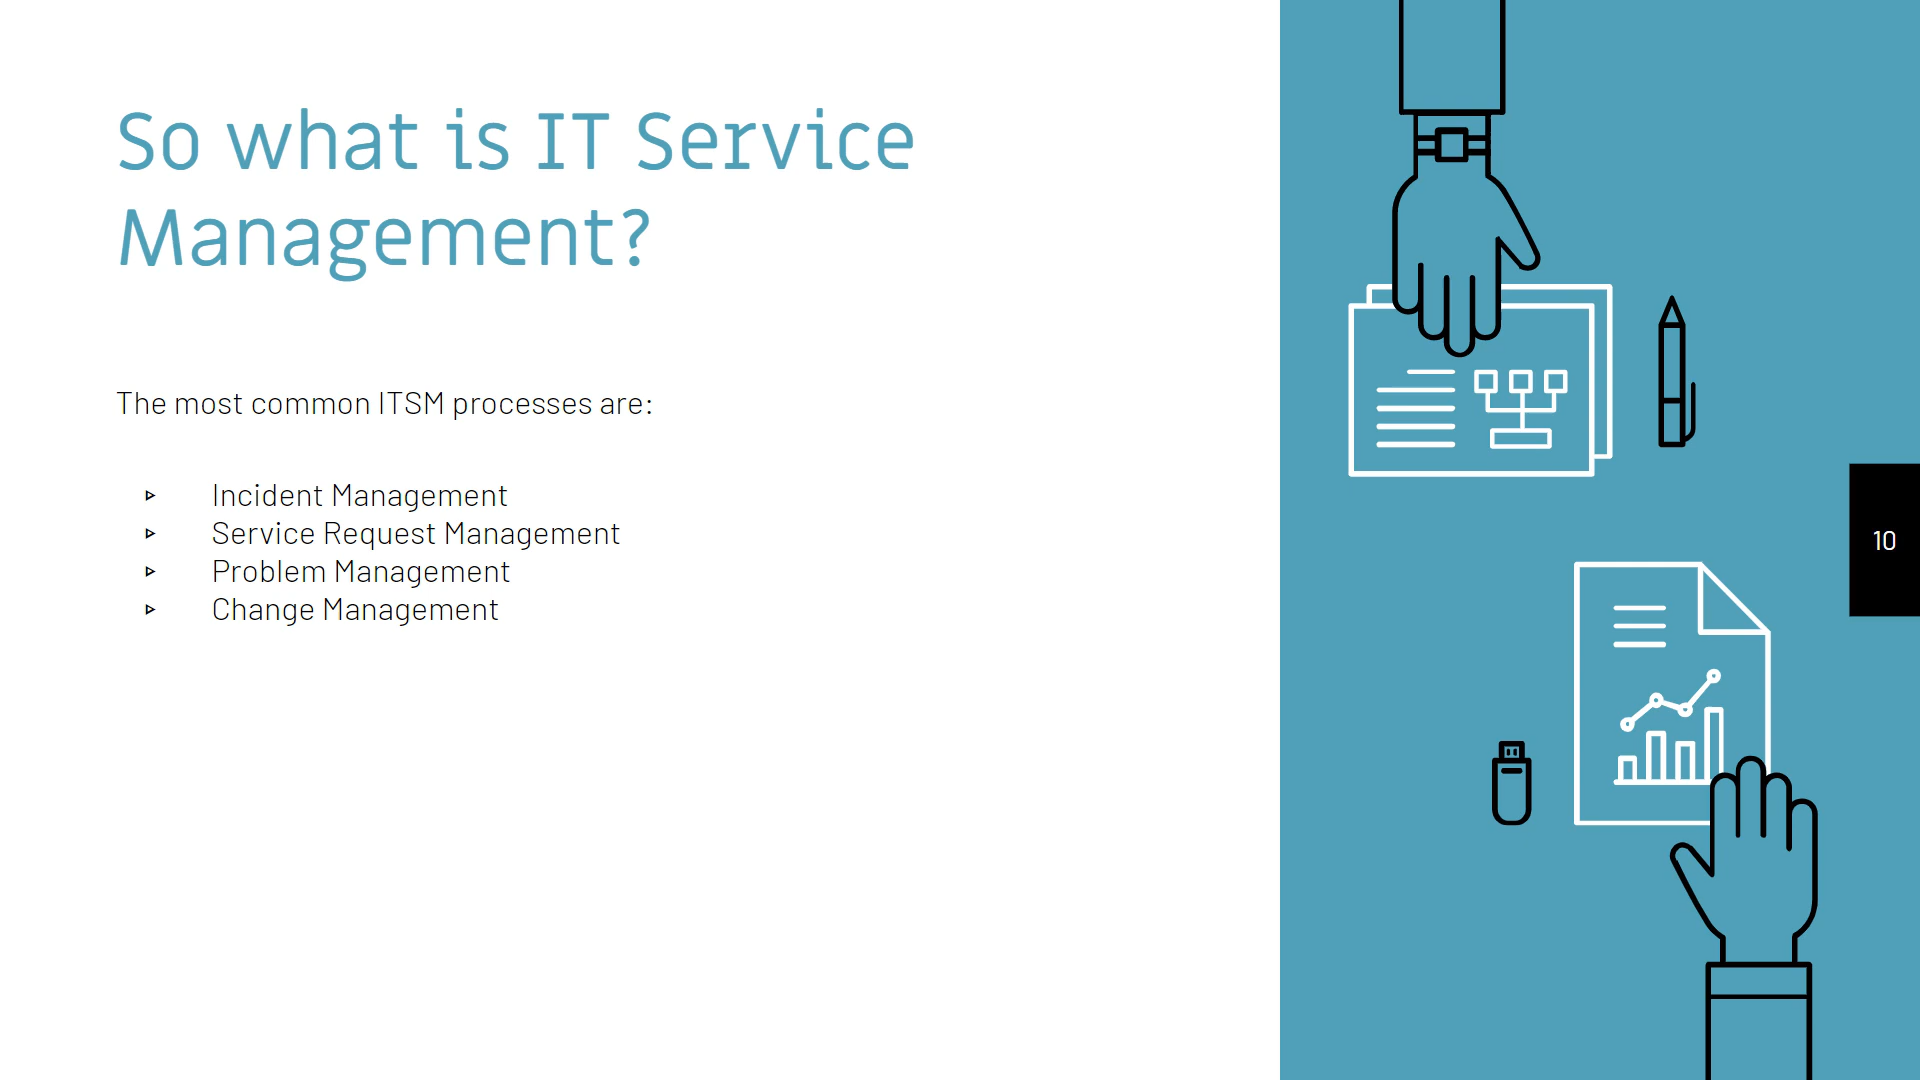 So what is IT Service
Management?
The most common ITSM processes are:
▹ Incident Management
▹ Service Request Management
▹ Problem Management
▹ Change Management
10